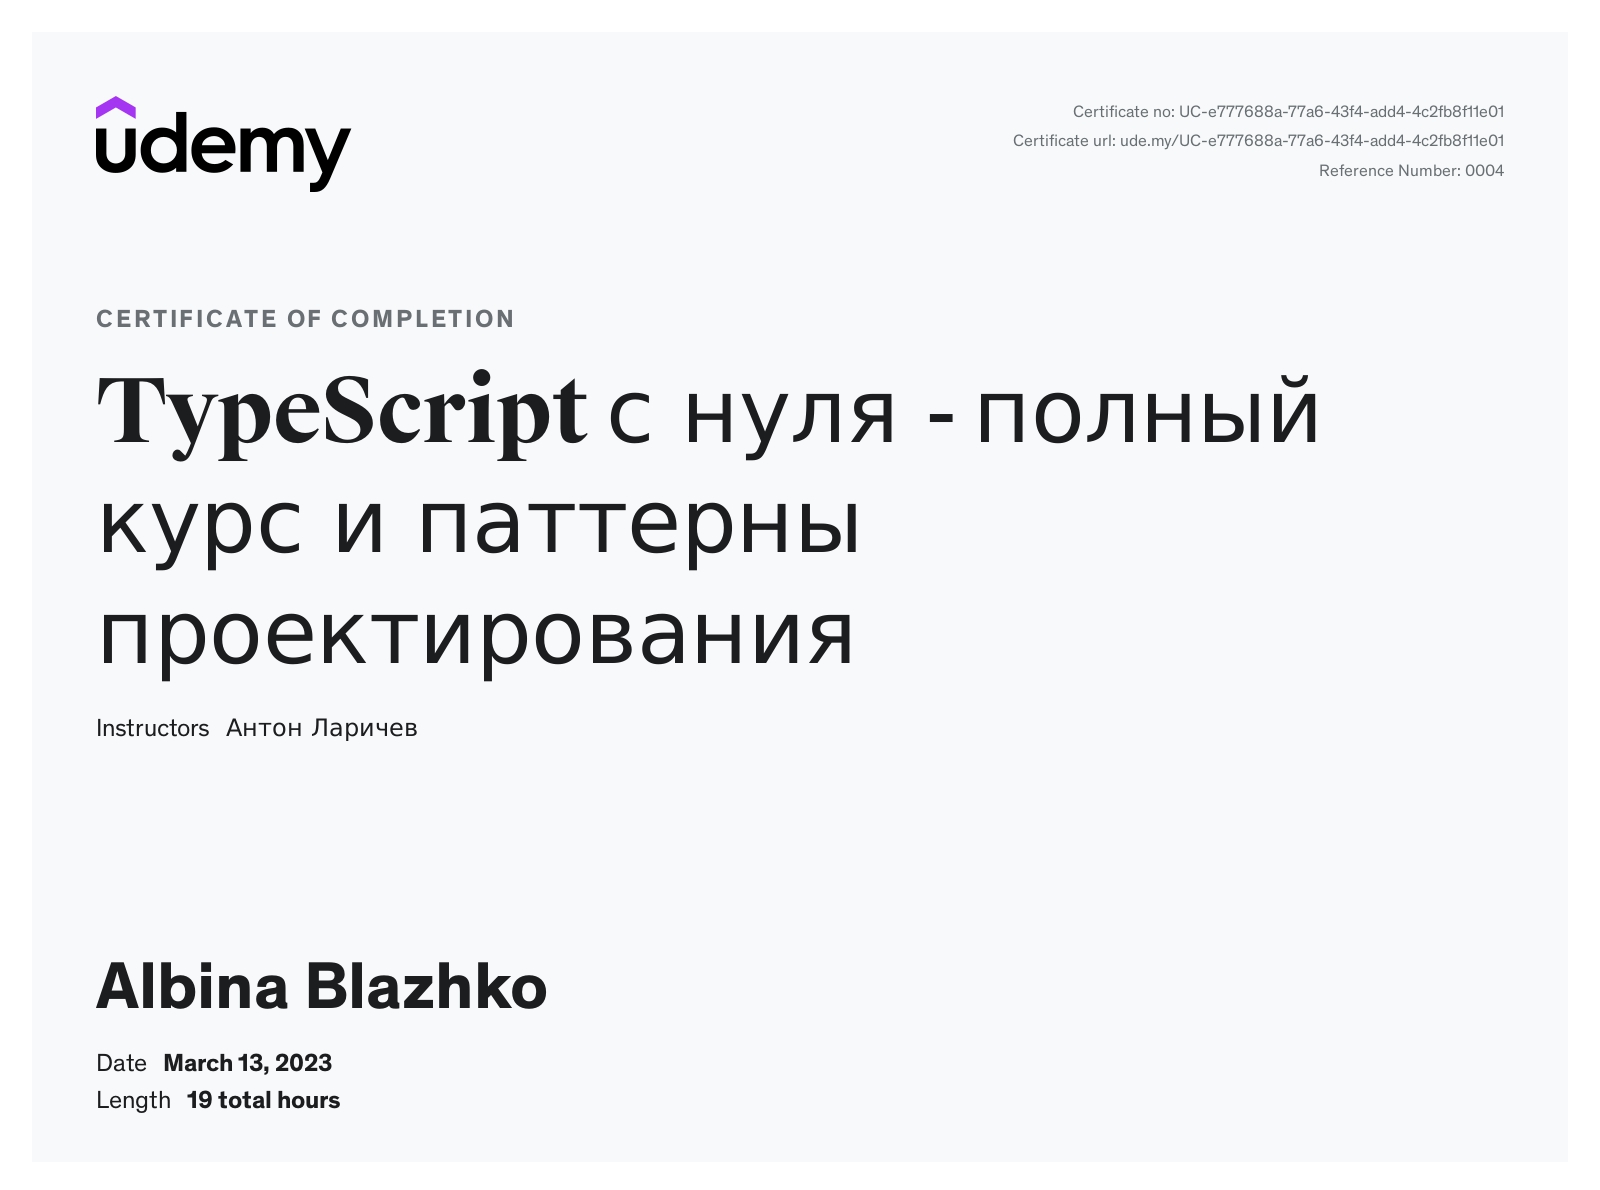 udemy
Certificate no: UC-e777688a-77a6-43f4-add4-4c2fb8f11e01
Certificate url: ude.my/UC-e777688a-77a6-43f4-add4-4c2fb8f11e01
Reference Number: 0004
CERTIFICATE OF COMPLETION
TypeScript с нуля - полный
курс и паттерны
проектирования
Instructors Антон Ларичев
Albina Blazhko
Date March 13, 2023
Length 19 total hours